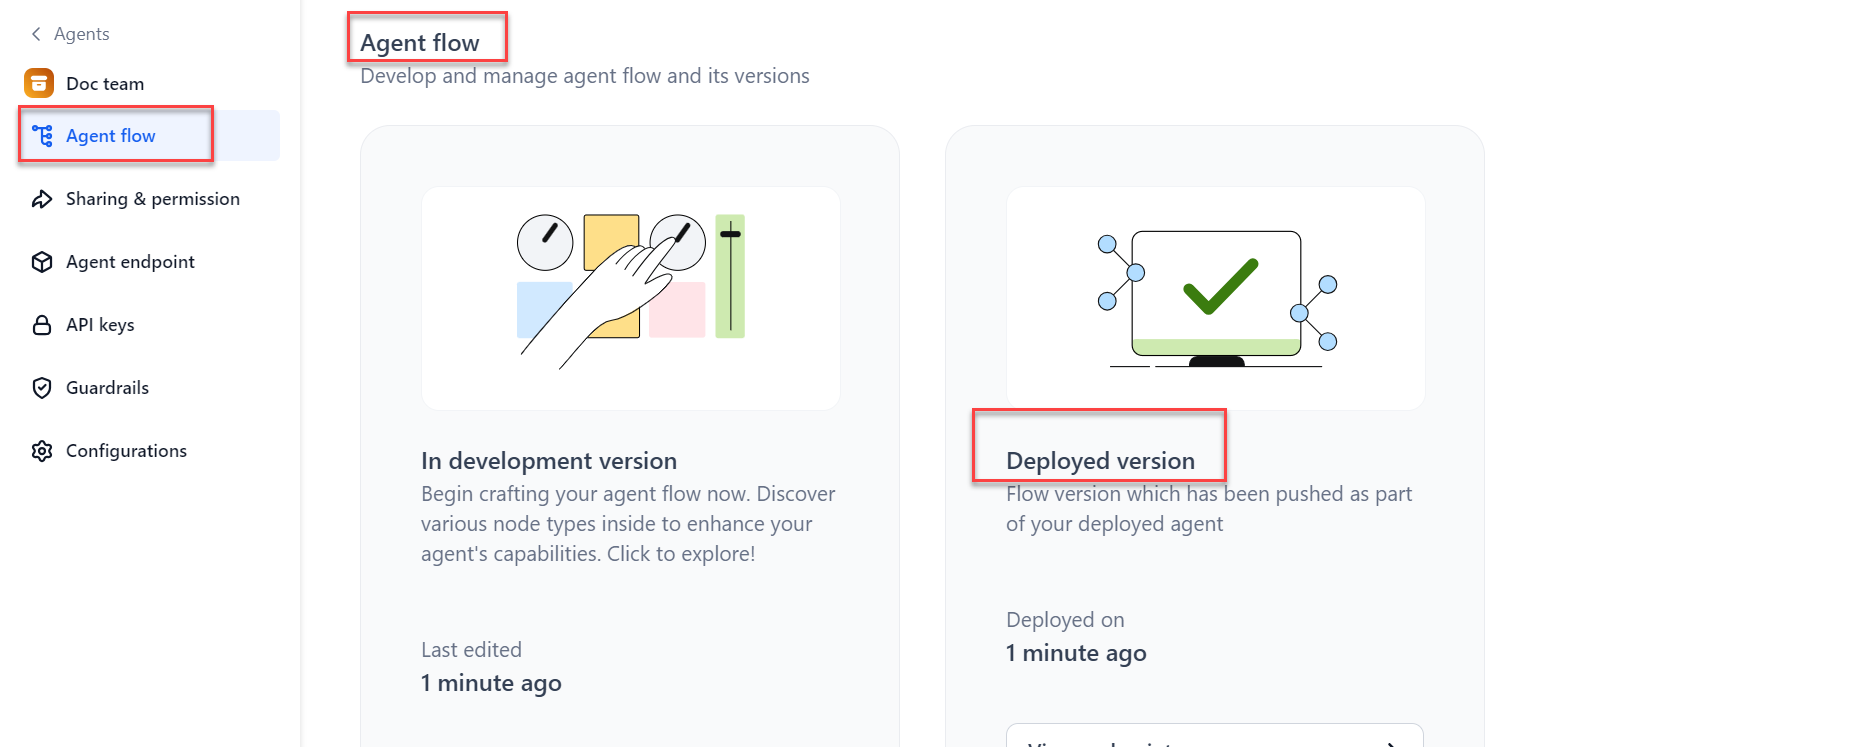 Agents
Doc team
Agent flow
Sharing & permission
Agent endpoint
API keys
Guardrails
Configurations
Agent flow
Develop and manage agent flow and its versions
In development version
Begin crafting your agent flow now. Discover
various node types inside to enhance your
agent's capabilities. Click to explore!
Last edited
1 minute ago
Deployed version
Flow version which has been pushed as part
of your deployed agent
Deployed on
1 minute ago